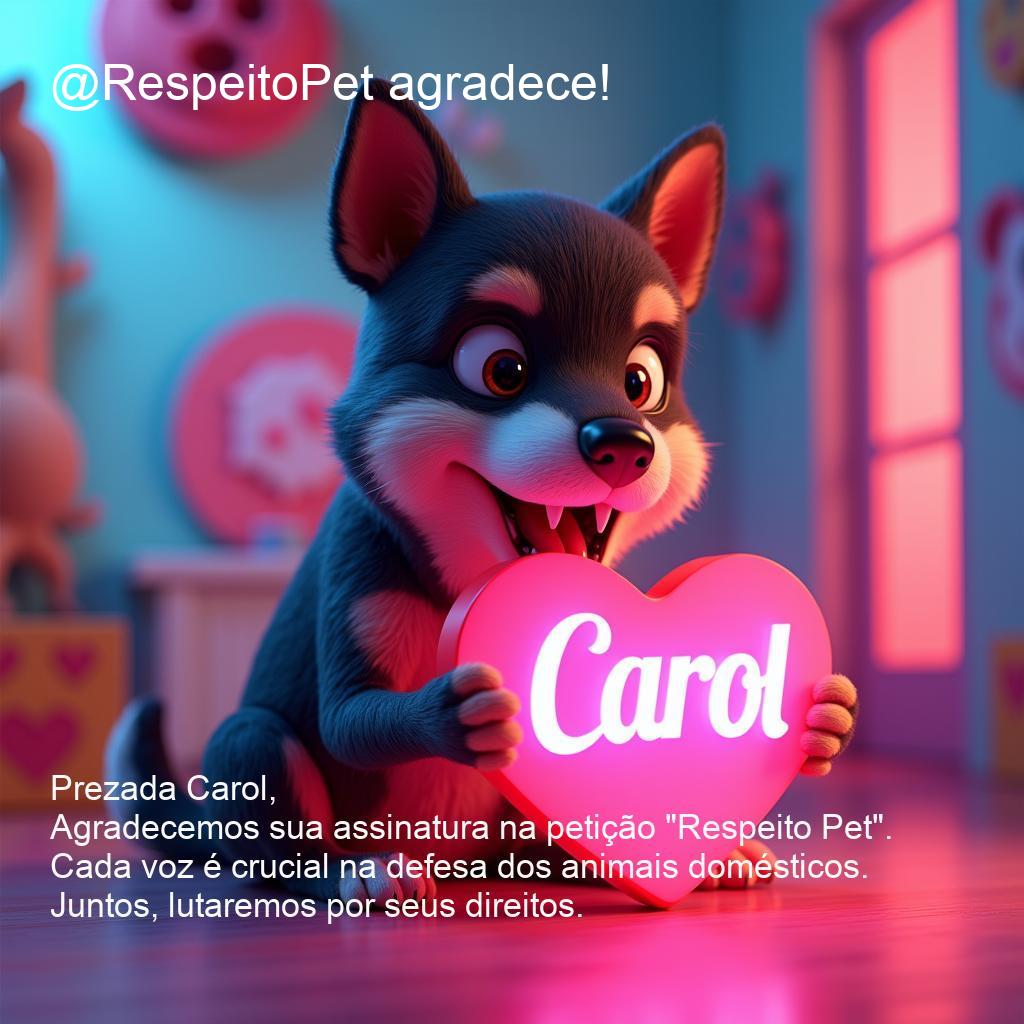 @RespeitoPet agradece!
Carol
Prezada Carol,
Agradecemos sua assinatura na petição "Respeito Pet".
Cada voz é crucial na defesa dos animais domésticos.
Juntos, lutaremos por seus direitos.